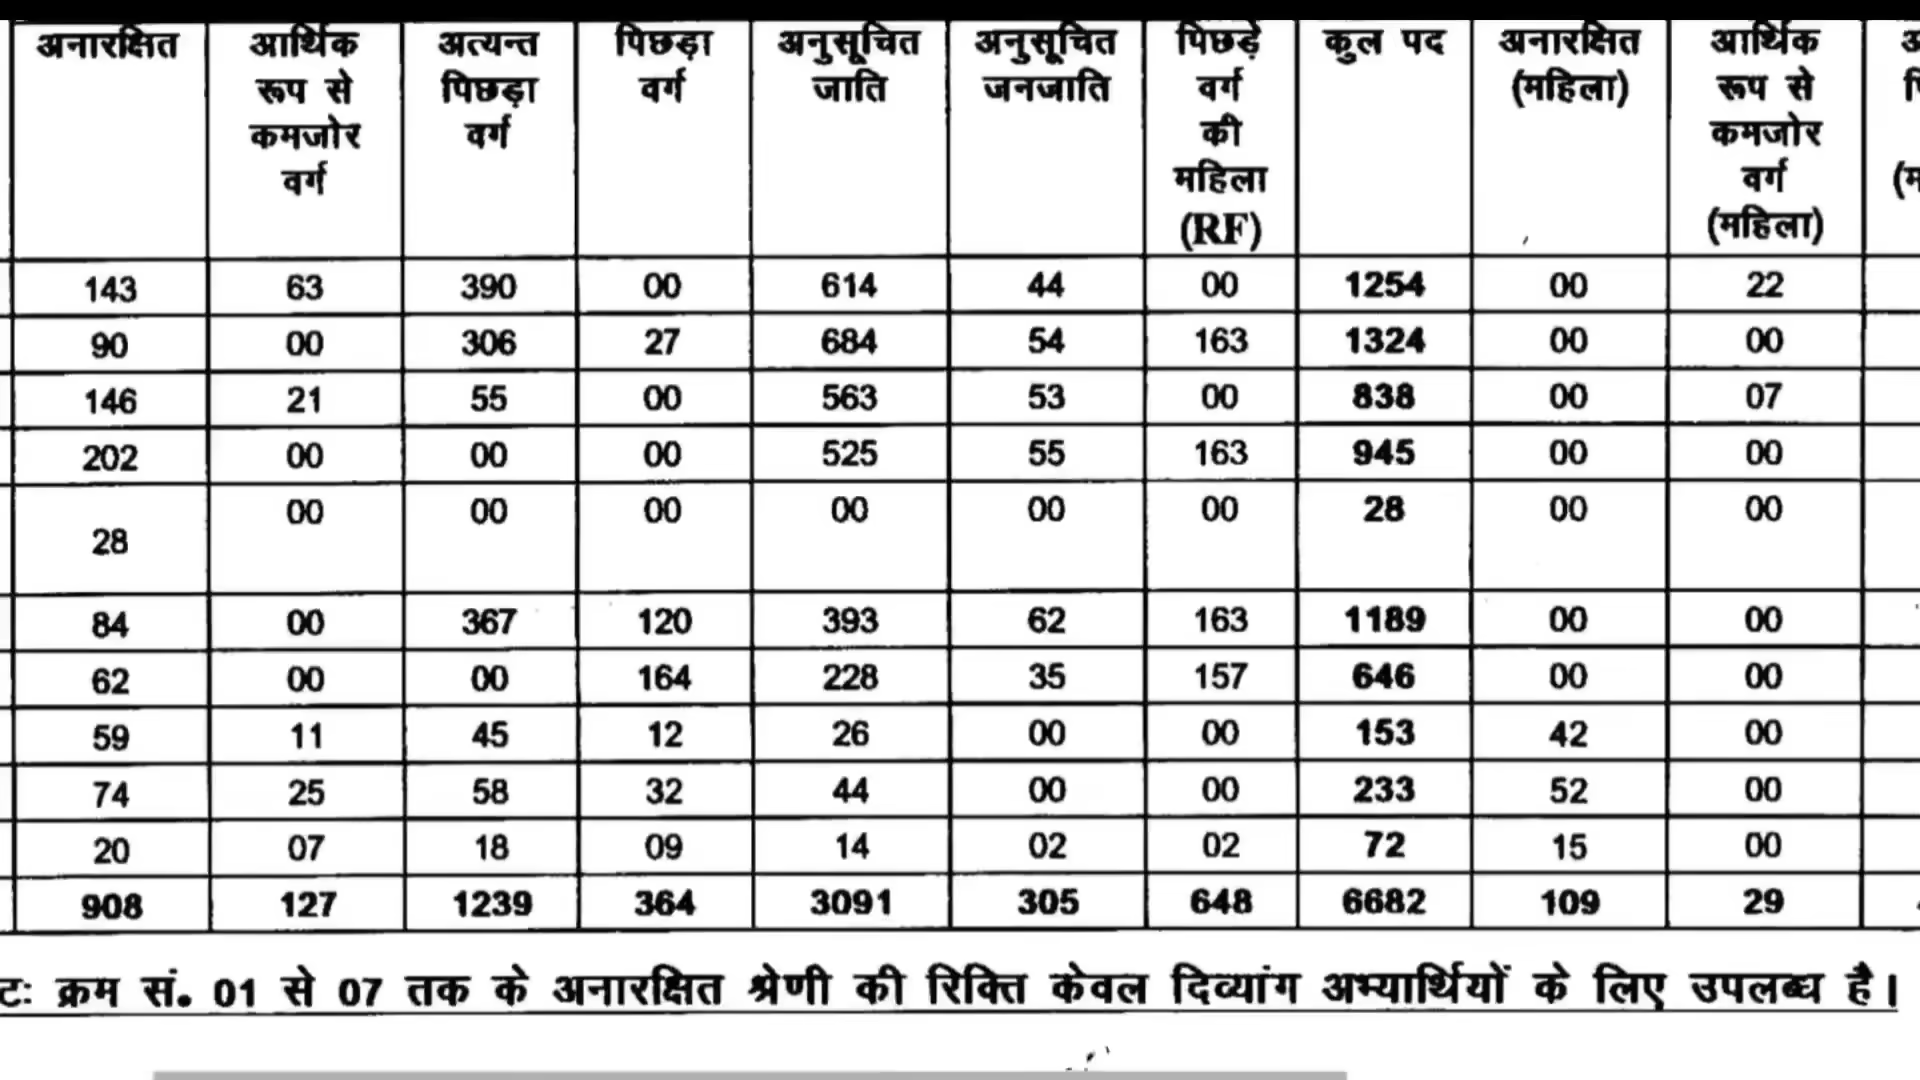 अनारक्षित आर्थिक रूप से कमजोर वर्ग अत्यन्त पिछड़ा वर्ग पिछड़ा वर्ग अनुसूचित जाति अनुसूचित जनजाति पिछड़े वर्ग की महिला (RF) कुल पद अनारक्षित (महिला) आर्थिक रूप से कमजोर वर्ग (महिला)
143 63 390 00 614 44 00 1254 00 22
90 00 306 27 684 54 163 1324 00 00
146 21 55 00 563 53 00 838 00 07
202 00 00 00 525 55 163 945 00 00
28 00 00 00 00 00 00 28 00 00
84 00 367 120 393 62 163 1189 00 00
62 00 00 164 228 35 157 646 00 00
59 11 45 12 26 00 00 153 42 00
74 25 58 32 44 00 00 233 52 00
20 07 18 09 14 02 02 72 15 00
908 127 1239 364 3091 305 648 6682 109 29
क्रम सं. 01 से 07 तक के अनारक्षित श्रेणी की रिक्ति केवल दिव्यांग अभ्यार्थियों के लिए उपलब्ध है।